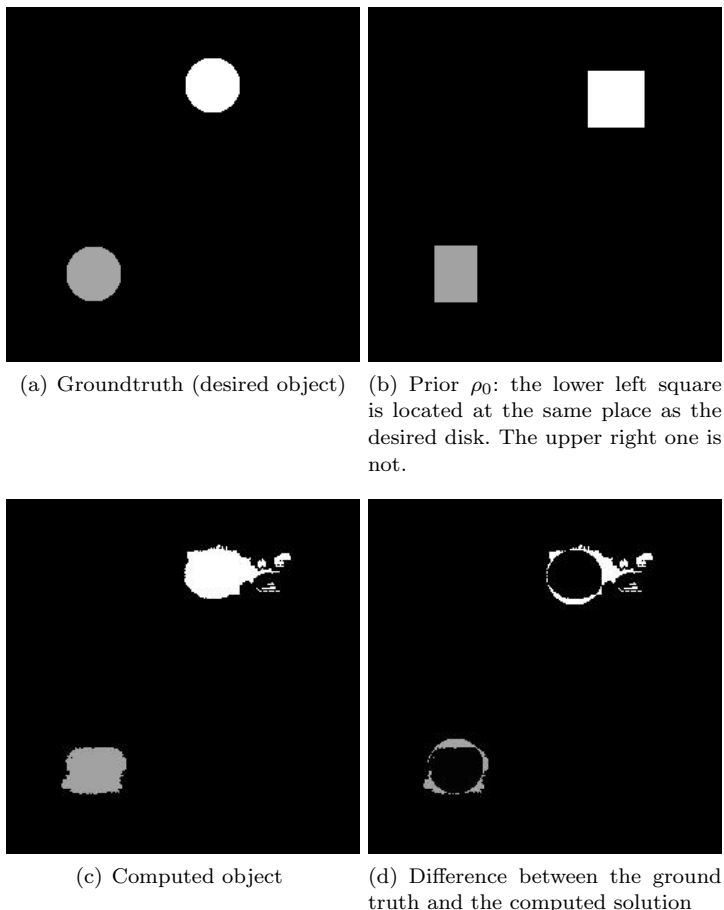 (a) Groundtruth (desired object)
(b) Prior ρ₀: the lower left square
is located at the same place as the
desired disk. The upper right one is
not.
(c) Computed object
(d) Difference between the ground
truth and the computed solution